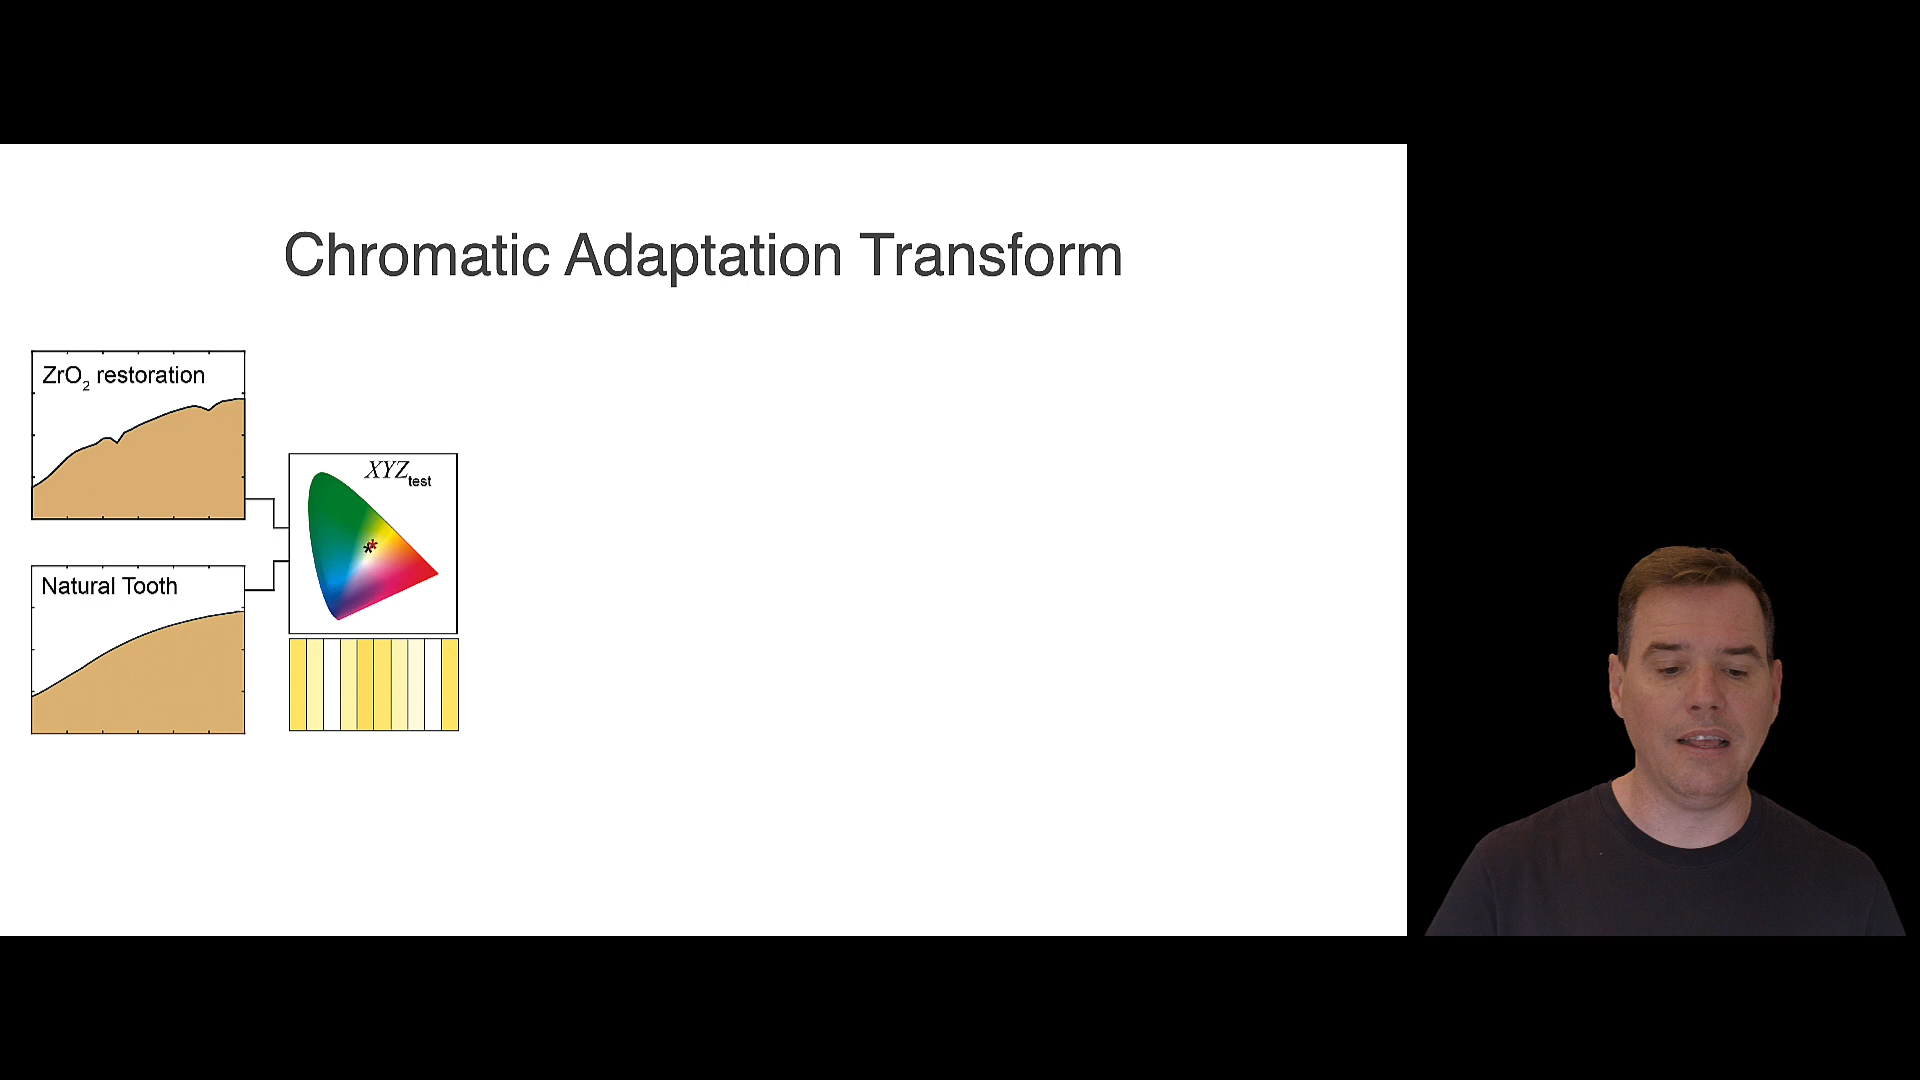 Chromatic Adaptation Transform
ZrO₂ restoration
XYZtest
Natural Tooth